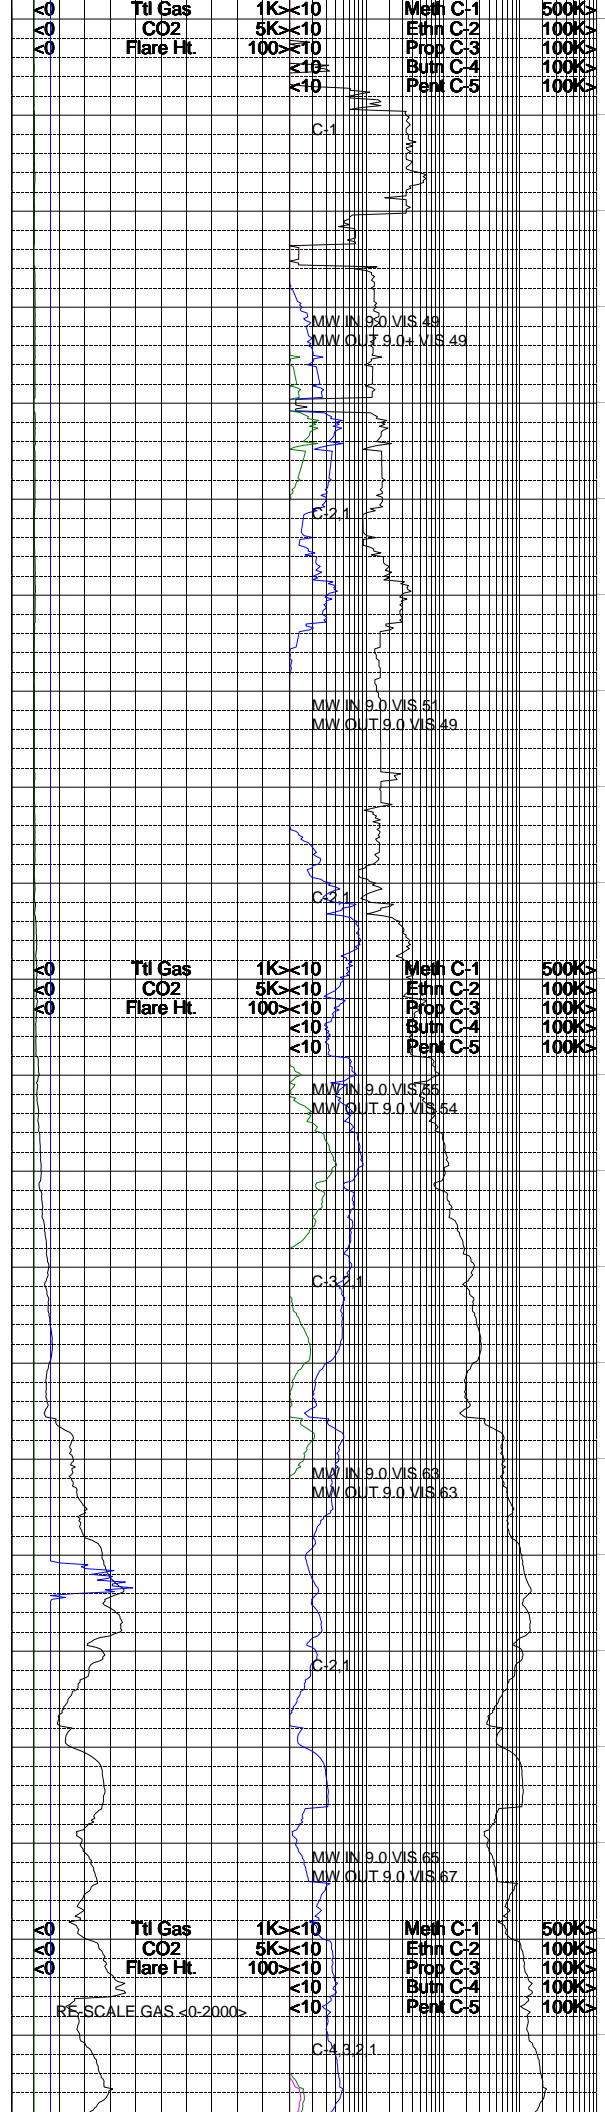 <0 Ttl Gas 1K> <10 Meth C-1 500K>
<0 CO2 5K> <10 Ethn C-2 100K>
<0 Flare Ht. 100> <10 Prop C-3 100K>
<10 Butn C-4 100K>
<10 Pent C-5 100K>
C-1
MW IN 9.0 VIS 49
MW OUT 9.0+ VIS 49
C-2,1
MW IN 9.0 VIS 51
MW OUT 9.0 VIS 49
C-2,1
<0 Ttl Gas 1K> <10 Meth C-1 500K>
<0 CO2 5K> <10 Ethn C-2 100K>
<0 Flare Ht. 100> <10 Prop C-3 100K>
<10 Butn C-4 100K>
<10 Pent C-5 100K>
MW IN 9.0 VIS 55
MW OUT 9.0 VIS 54
C-3,2,1
MW IN 9.0 VIS 63
MW OUT 9.0 VIS 63
C-2,1
MW IN 9.0 VIS 65
MW OUT 9.0 VIS 67
<0 Ttl Gas 1K> <10 Meth C-1 500K>
<0 CO2 5K> <10 Ethn C-2 100K>
<0 Flare Ht. 100> <10 Prop C-3 100K>
<10 Butn C-4 100K>
<10 Pent C-5 100K>
RE-SCALE GAS <0-2000>
C-4,3,2,1